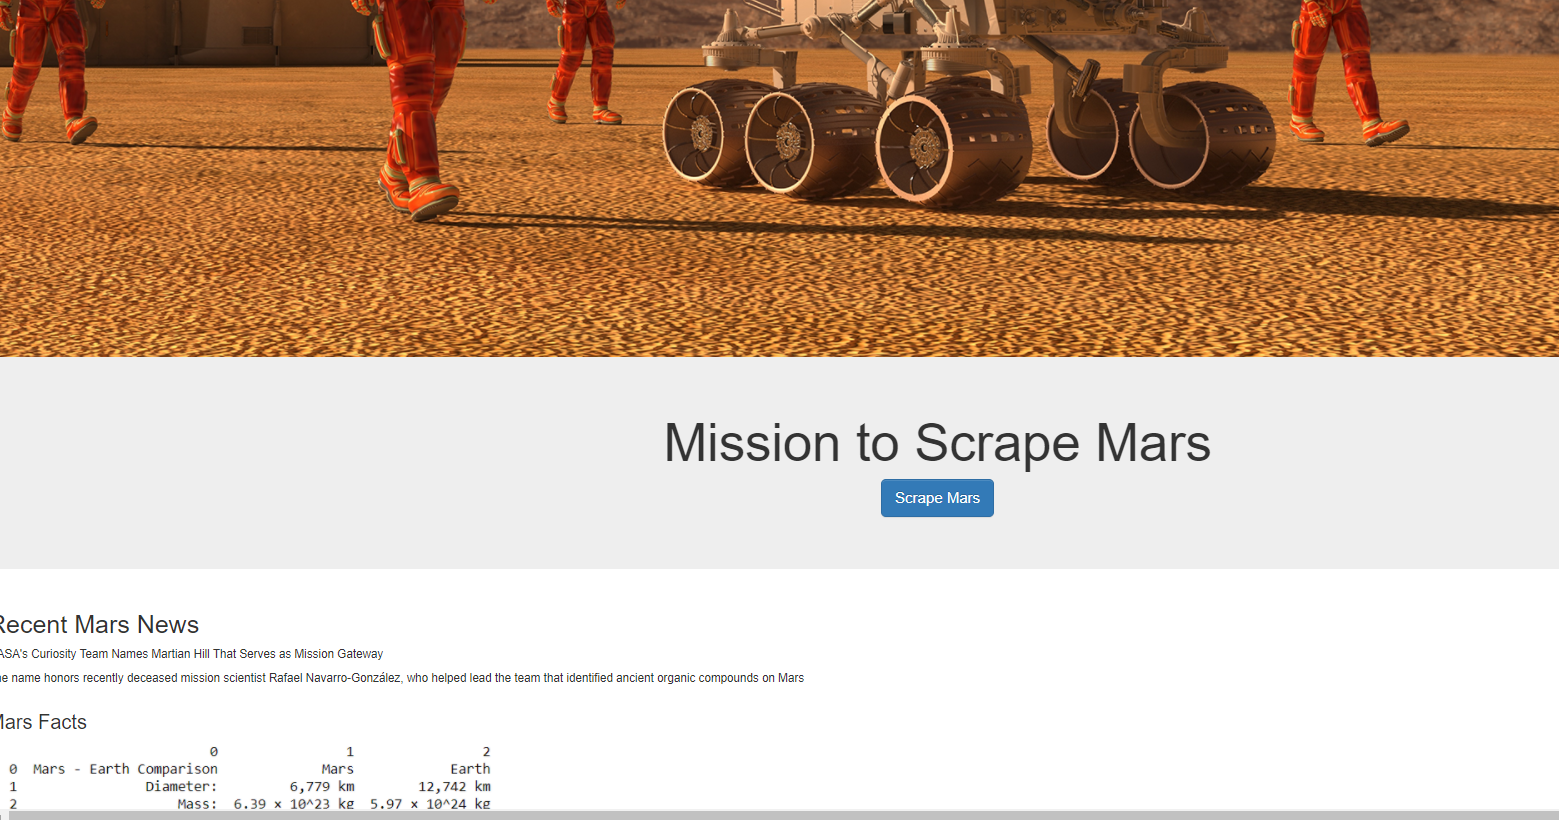 Mission to Scrape Mars
Scrape Mars
Recent Mars News
ASA's Curiosity Team Names Martian Hill That Serves as Mission Gateway
e name honors recently deceased mission scientist Rafael Navarro-González, who helped lead the team that identified ancient organic compounds on Mars
Mars Facts
0 1 2
0 Mars - Earth Comparison Mars Earth
1 Diameter: 6,779 km 12,742 km
2 Mass: 6.39 × 10^23 kg 5.97 × 10^24 kg